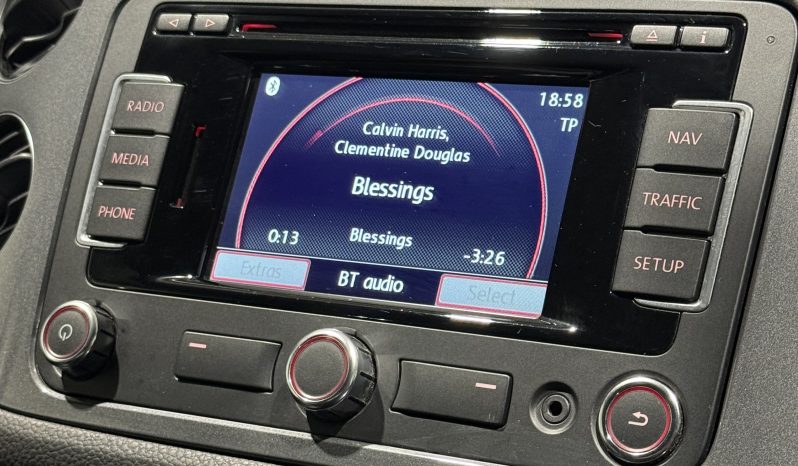 RADIO
MEDIA
PHONE
18:58
TP
Calvin Harris,
Clementine Douglas
Blessings
0:13
Blessings
-3:26
Extras
BT audio
Select
NAV
TRAFFIC
SETUP
i